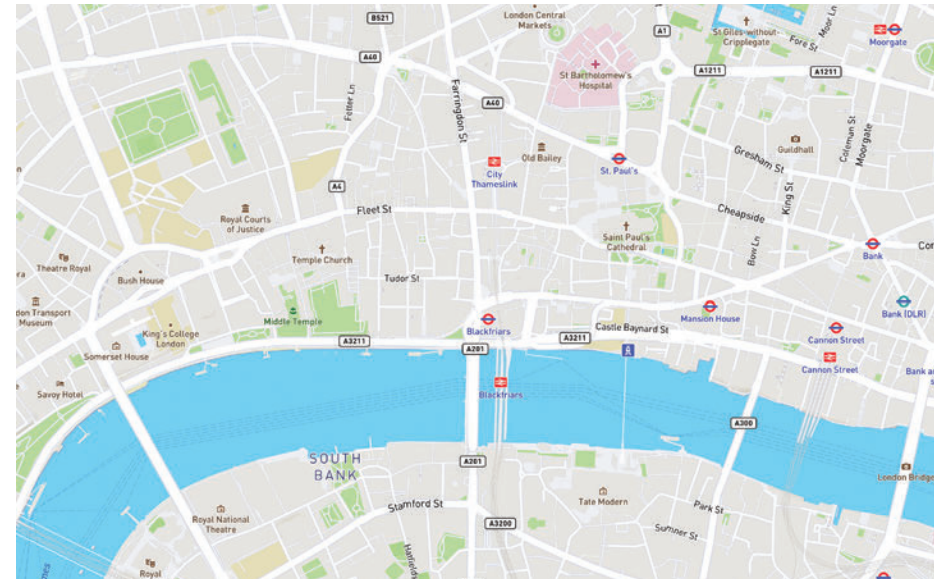 B521
London Central
Markets
A1
St Giles-without-
Cripplegate
Moor Ln
Fore St
Moorgate
A40
St Bartholomew's
Hospital
A1211
A1211
Fetter Ln
Farringdon St
A40
Old Bailey
City
Thameslink
St. Paul's
Gresham St
Guildhall
Coleman St
Moorgate
A4
Fleet St
Royal Courts
of Justice
Cheapside
King St
Temple Church
Saint Paul's
Cathedral
Bow Ln
Bank
Theatre Royal
Bush House
Tudor St
don Transport
Museum
King's College
London
Middle Temple
Blackfriars
Mansion House
Bank (DLR)
Castle Baynard St
Cannon Street
Somerset House
A3211
A201
A3211
Cannon Street
Savoy Hotel
Blackfriars
Bank an
A300
SOUTH
BANK
A201
London Bridge
Royal National
Theatre
Stamford St
Tate Modern
Park St
A3200
Sumner St
Hatfields
Royal